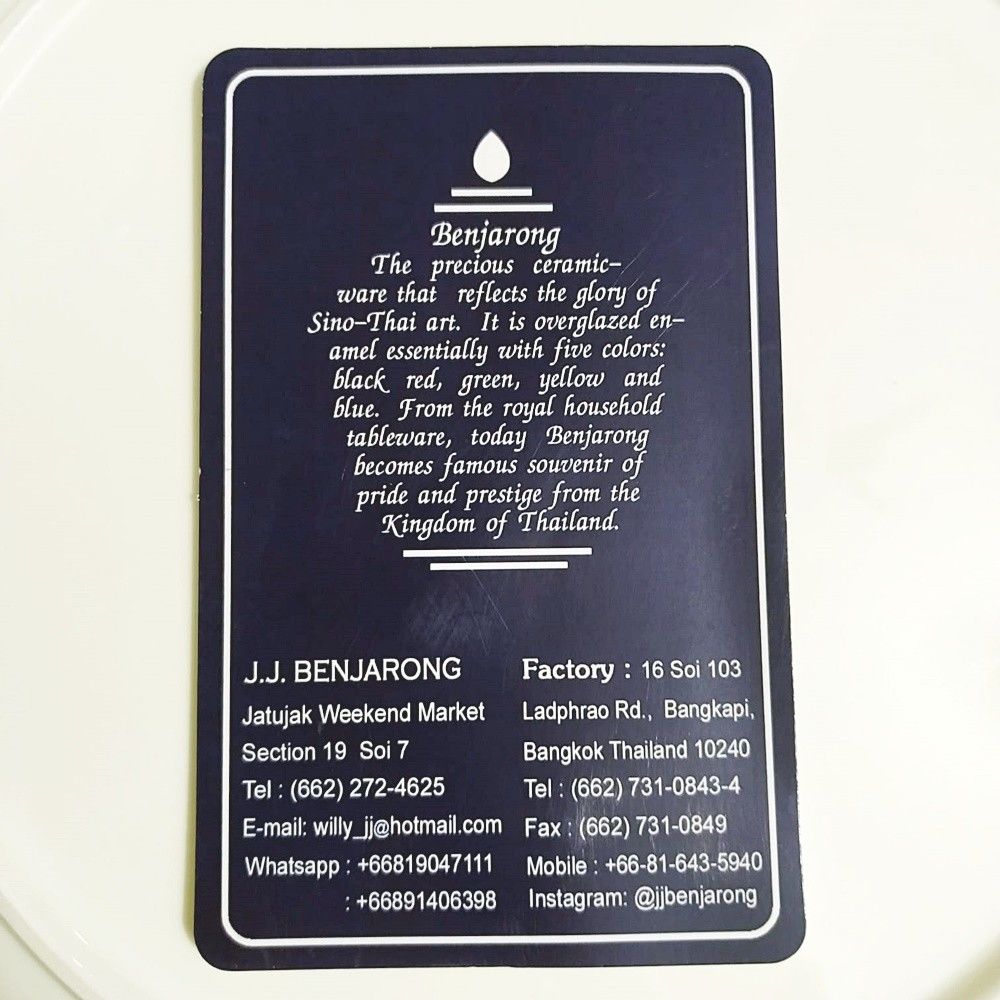 Benjarong
The precious ceramic-
ware that reflects the glory of
Sino-Thai art. It is overglazed en-
amel essentially with five colors:
black red, green, yellow and
blue. From the royal household
tableware, today Benjarong
becomes famous souvenir of
pride and prestige from the
Kingdom of Thailand.
J.J. BENJARONG
Jatujak Weekend Market
Section 19 Soi 7
Tel : (662) 272-4625
E-mail: willy_jj@hotmail.com
Whatsapp : +66819047111
: +66891406398
Factory : 16 Soi 103
Ladphrao Rd., Bangkapi,
Bangkok Thailand 10240
Tel : (662) 731-0843-4
Fax : (662) 731-0849
Mobile : +66-81-643-5940
Instagram: @jjbenjarong